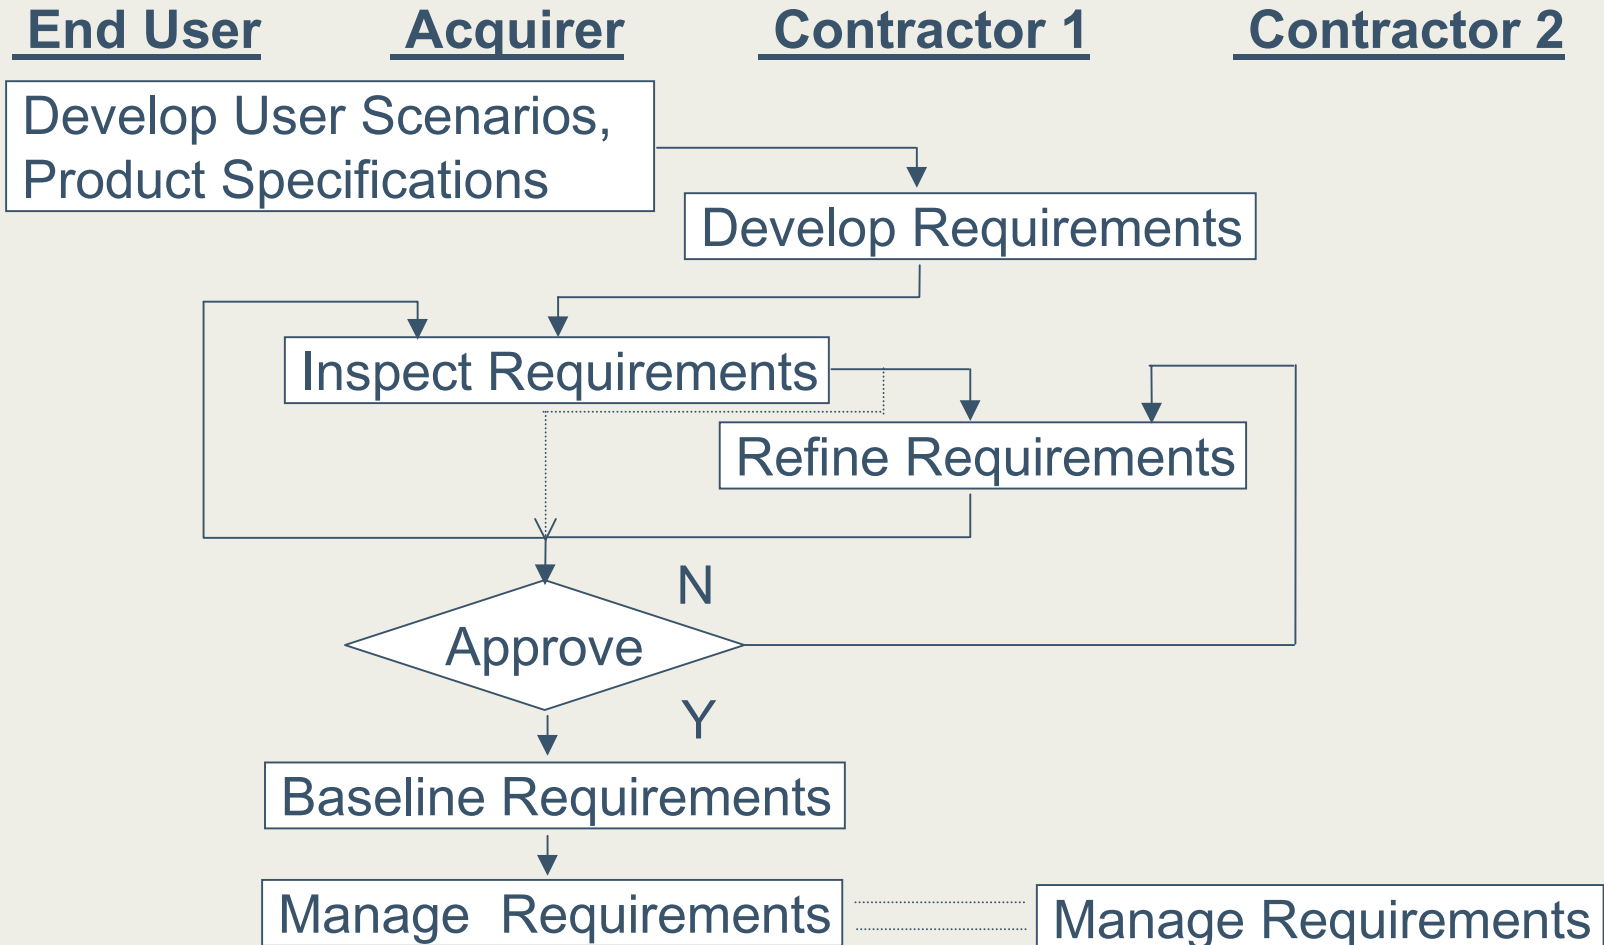 End User Acquirer Contractor 1 Contractor 2
Develop User Scenarios,
Product Specifications
Develop Requirements
Inspect Requirements
Refine Requirements
N
Approve
Y
Baseline Requirements
Manage Requirements
Manage Requirements